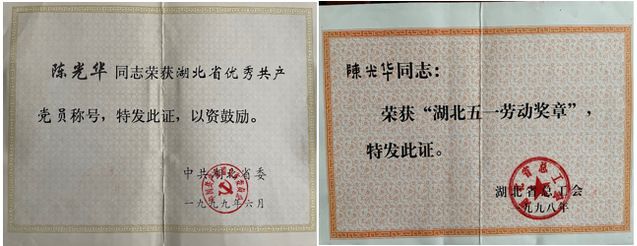 陈光华同志荣获湖北省优秀共产
党员称号，特发此证，以资鼓励。
中共湖北省委
一九九九年六月
陳光华同志：
荣获“湖北五一劳动奖章”，
特发此证。
湖北省总工会
一九九八年